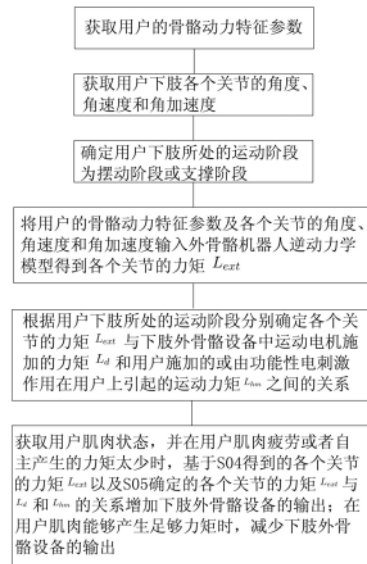 获取用户的骨骼动力特征参数
获取用户下肢各个关节的角度、
角速度和角加速度
确定用户下肢所处的运动阶段
为摆动阶段或支撑阶段
将用户的骨骼动力特征参数及各个关节的角度、
角速度和角加速度输入外骨骼机器人逆动力学
模型得到各个关节的力矩 L_ext
根据用户下肢所处的运动阶段分别确定各个关
节的力矩 L_ext 与下肢外骨骼设备中运动电机施
加的力矩 L_d 和用户施加的或由功能性电刺激
作用在用户上引起的运动力矩 L_hm 之间的关系
获取用户肌肉状态，并在用户肌肉疲劳或者自
主产生的力矩太少时，基于S04得到的各个关节
的力矩 L_ext 以及S05确定的各个关节的力矩 L_ext 与
L_d 和 L_hm 的关系增加下肢外骨骼设备的输出；在
用户肌肉能够产生足够力矩时，减少下肢外骨
骼设备的输出